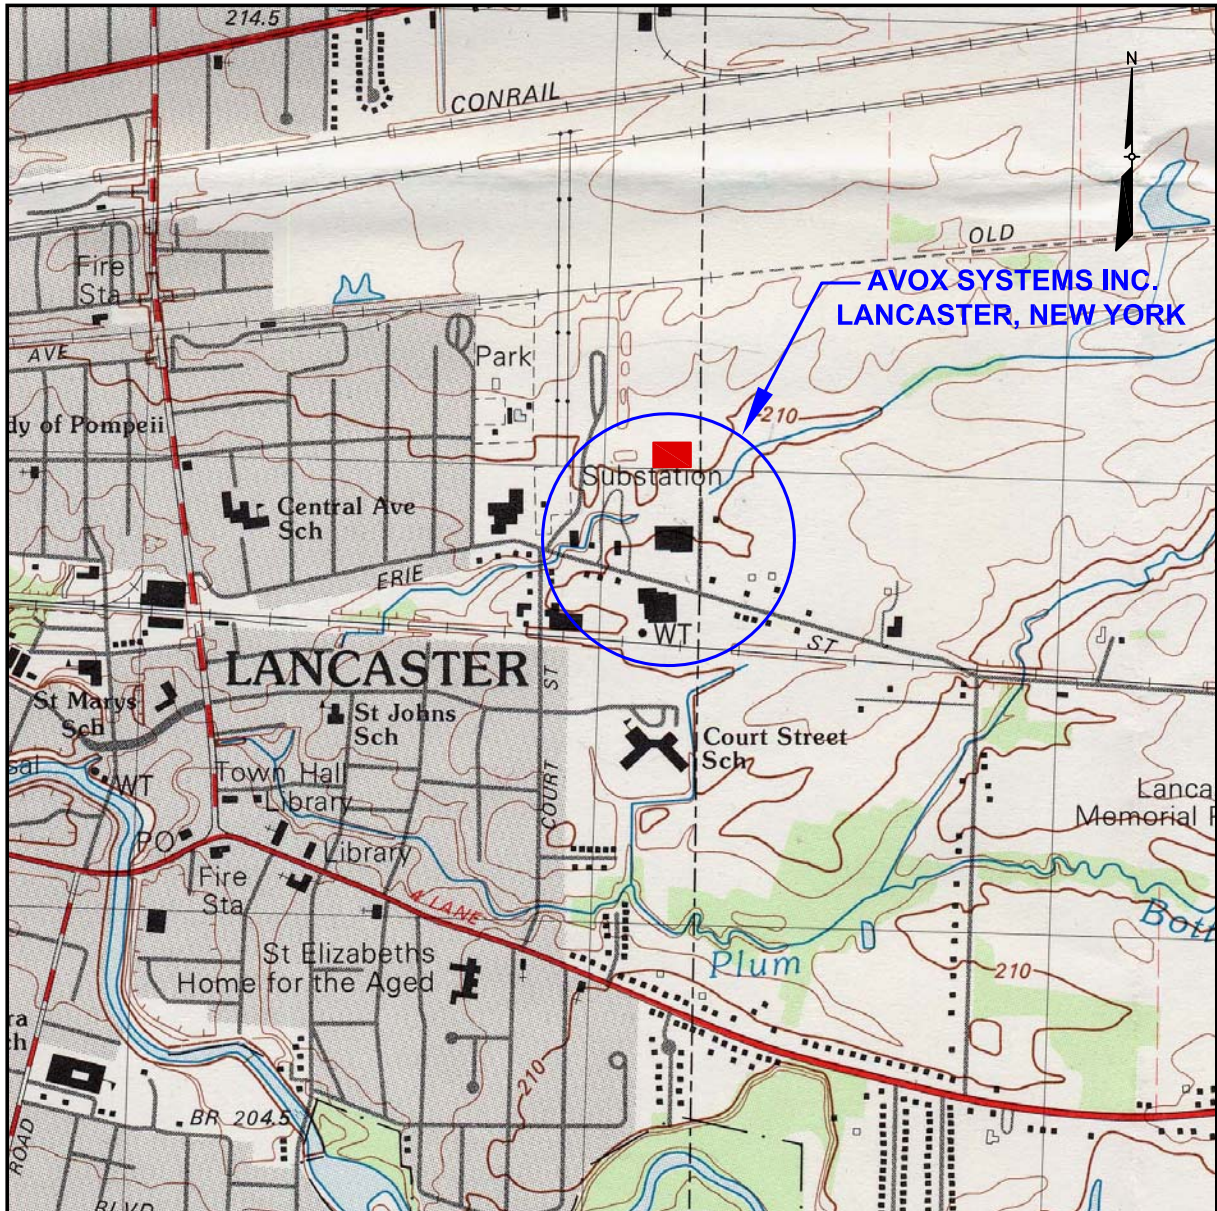 214.5
CONRAIL
N
OLD
Fire
Sta
AVOX SYSTEMS INC.
LANCASTER, NEW YORK
AVE
Park
dy of Pompeii
210
Substation
Central Ave
Sch
ERIE
WT
ST
LANCASTER
ST
St Marys
Sch
St Johns
Sch
Court Street
Sch
sal
WT
Town Hall
Library
COURT
Lanca
Memorial P
PO
Library
Fire
Sta
4 LANE
Bott
St Elizabeths
Home for the Aged
Plum
210
ra
ch
210
BR 204.5
ROAD
BLVD